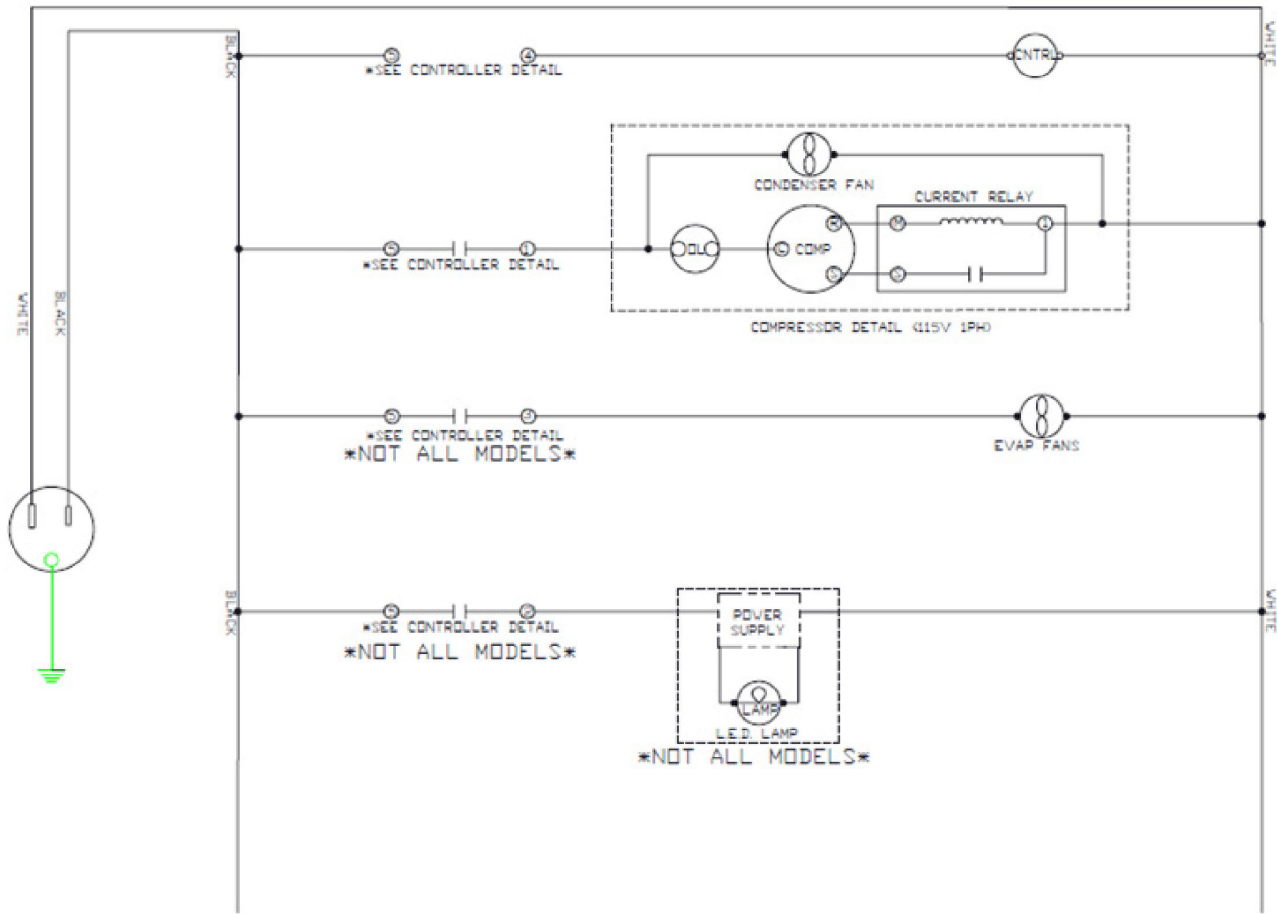 BLACK
WHITE
5 4
*SEE CONTROLLER DETAIL
CNTRL
CONDENSER FAN
CURRENT RELAY
1
*SEE CONTROLLER DETAIL
OL
C COMP
R
S
M
1
S
COMPRESSOR DETAIL (115V 1PH)
WHITE
BLACK
5 3
*SEE CONTROLLER DETAIL
*NOT ALL MODELS*
EVAP FANS
BLACK
WHITE
2
*SEE CONTROLLER DETAIL
*NOT ALL MODELS*
POWER
SUPPLY
LAMP
L.E.D. LAMP
*NOT ALL MODELS*